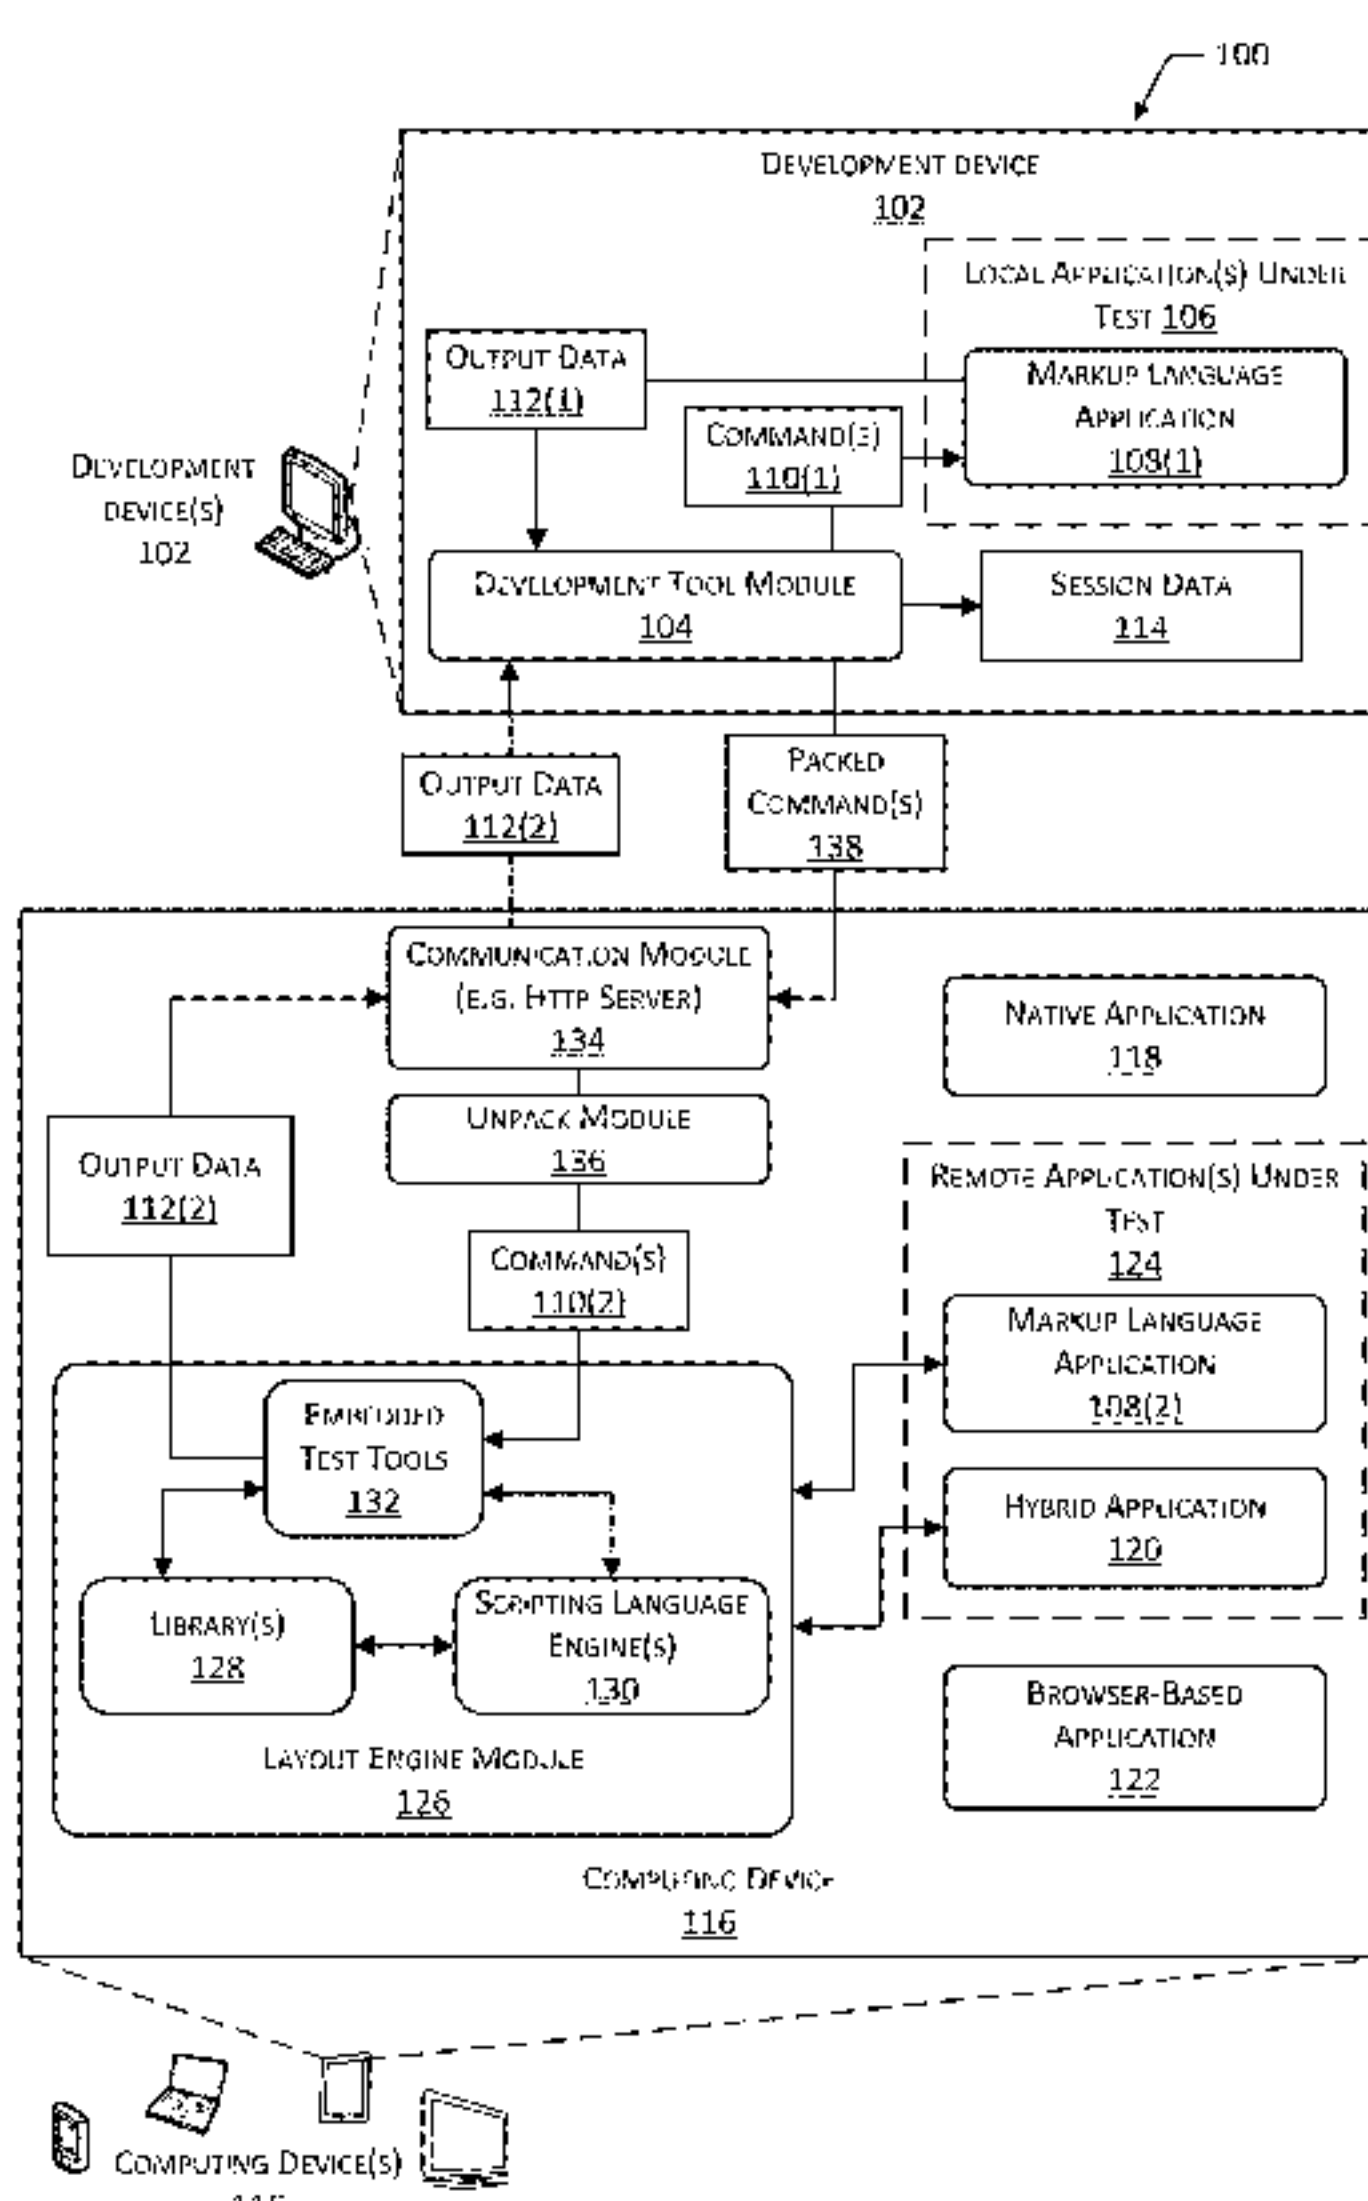 100
DEVELOPMENT DEVICE
102
LOCAL APPLICATION(S) UNDER
TEST 106
OUTPUT DATA
112(1)
MARKUP LANGUAGE
APPLICATION
108(1)
COMMAND(S)
110(1)
DEVELOPMENT
DEVICE(S)
102
DEVELOPMENT TOOL MODULE
104
SESSION DATA
114
OUTPUT DATA
112(2)
PACKED
COMMAND(S)
138
COMMUNICATION MODULE
(E.G. HTTP SERVER)
134
NATIVE APPLICATION
118
UNPACK MODULE
136
OUTPUT DATA
112(2)
REMOTE APPLICATION(S) UNDER
TEST
124
COMMAND(S)
110(2)
MARKUP LANGUAGE
APPLICATION
108(2)
EMBEDDED
TEST TOOLS
132
HYBRID APPLICATION
120
LIBRARY(S)
128
SCRIPTING LANGUAGE
ENGINE(S)
130
BROWSER-BASED
APPLICATION
122
LAYOUT ENGINE MODULE
126
COMPUTING DEVICE
116
COMPUTING DEVICE(S)